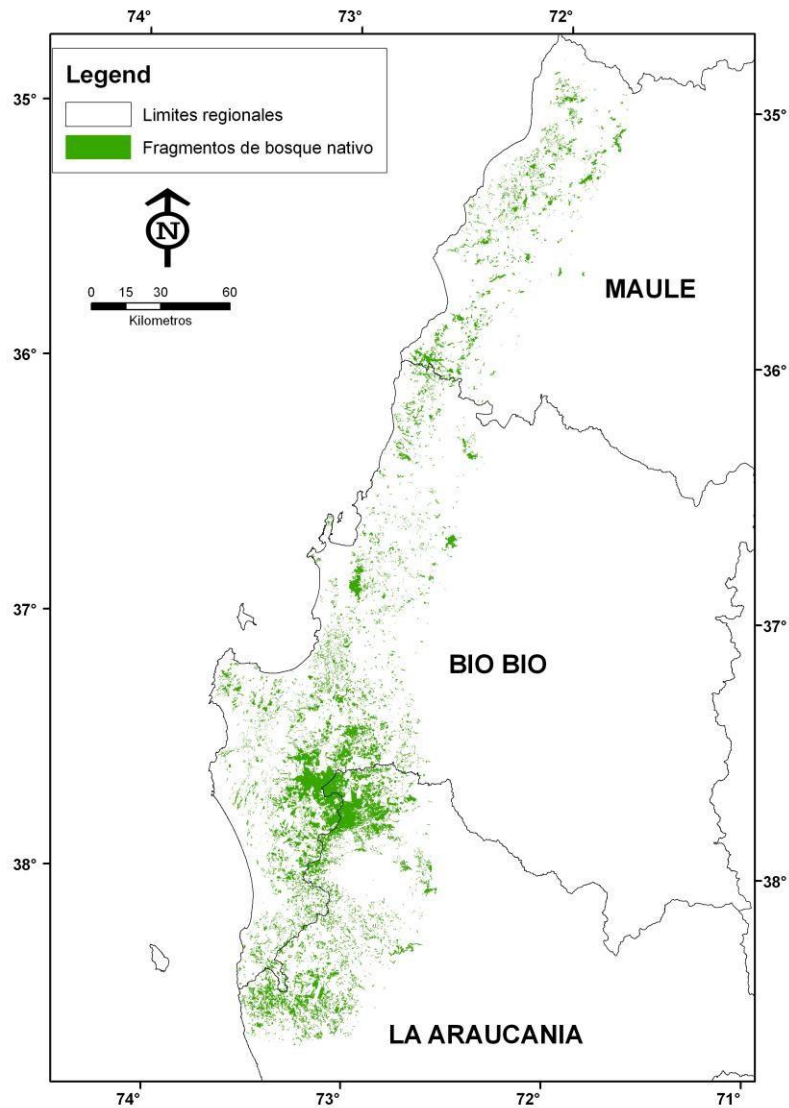 74° 73° 72°
Legend
Limites regionales
Fragmentos de bosque nativo
35° 35°
N
0 15 30 60
Kilometros
MAULE
36° 36°
37° 37°
BIO BIO
38° 38°
LA ARAUCANIA
74° 73° 72° 71°